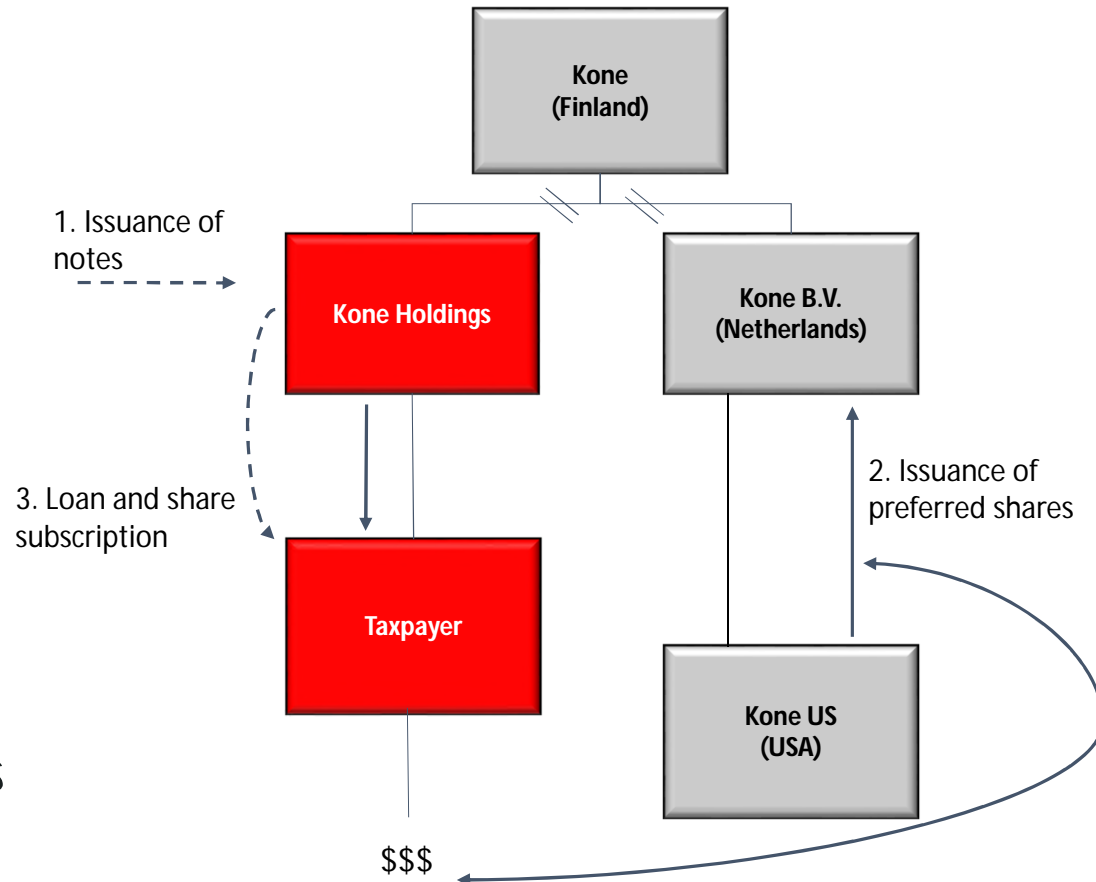 Kone
(Finland)
1. Issuance of
notes
Kone Holdings
Kone B.V.
(Netherlands)
3. Loan and share
subscription
2. Issuance of
preferred shares
Taxpayer
Kone US
(USA)
$$$